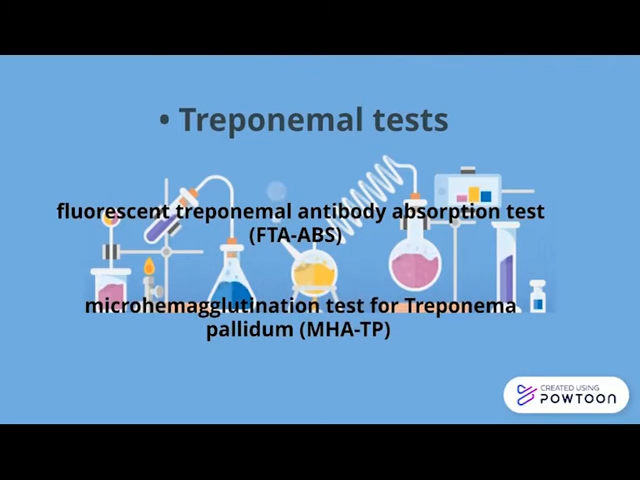 • Treponemal tests
fluorescent treponemal antibody absorption test
(FTA-ABS)
microhemagglutination test for Treponema
pallidum (MHA-TP)
CREATED USING
POWTOON